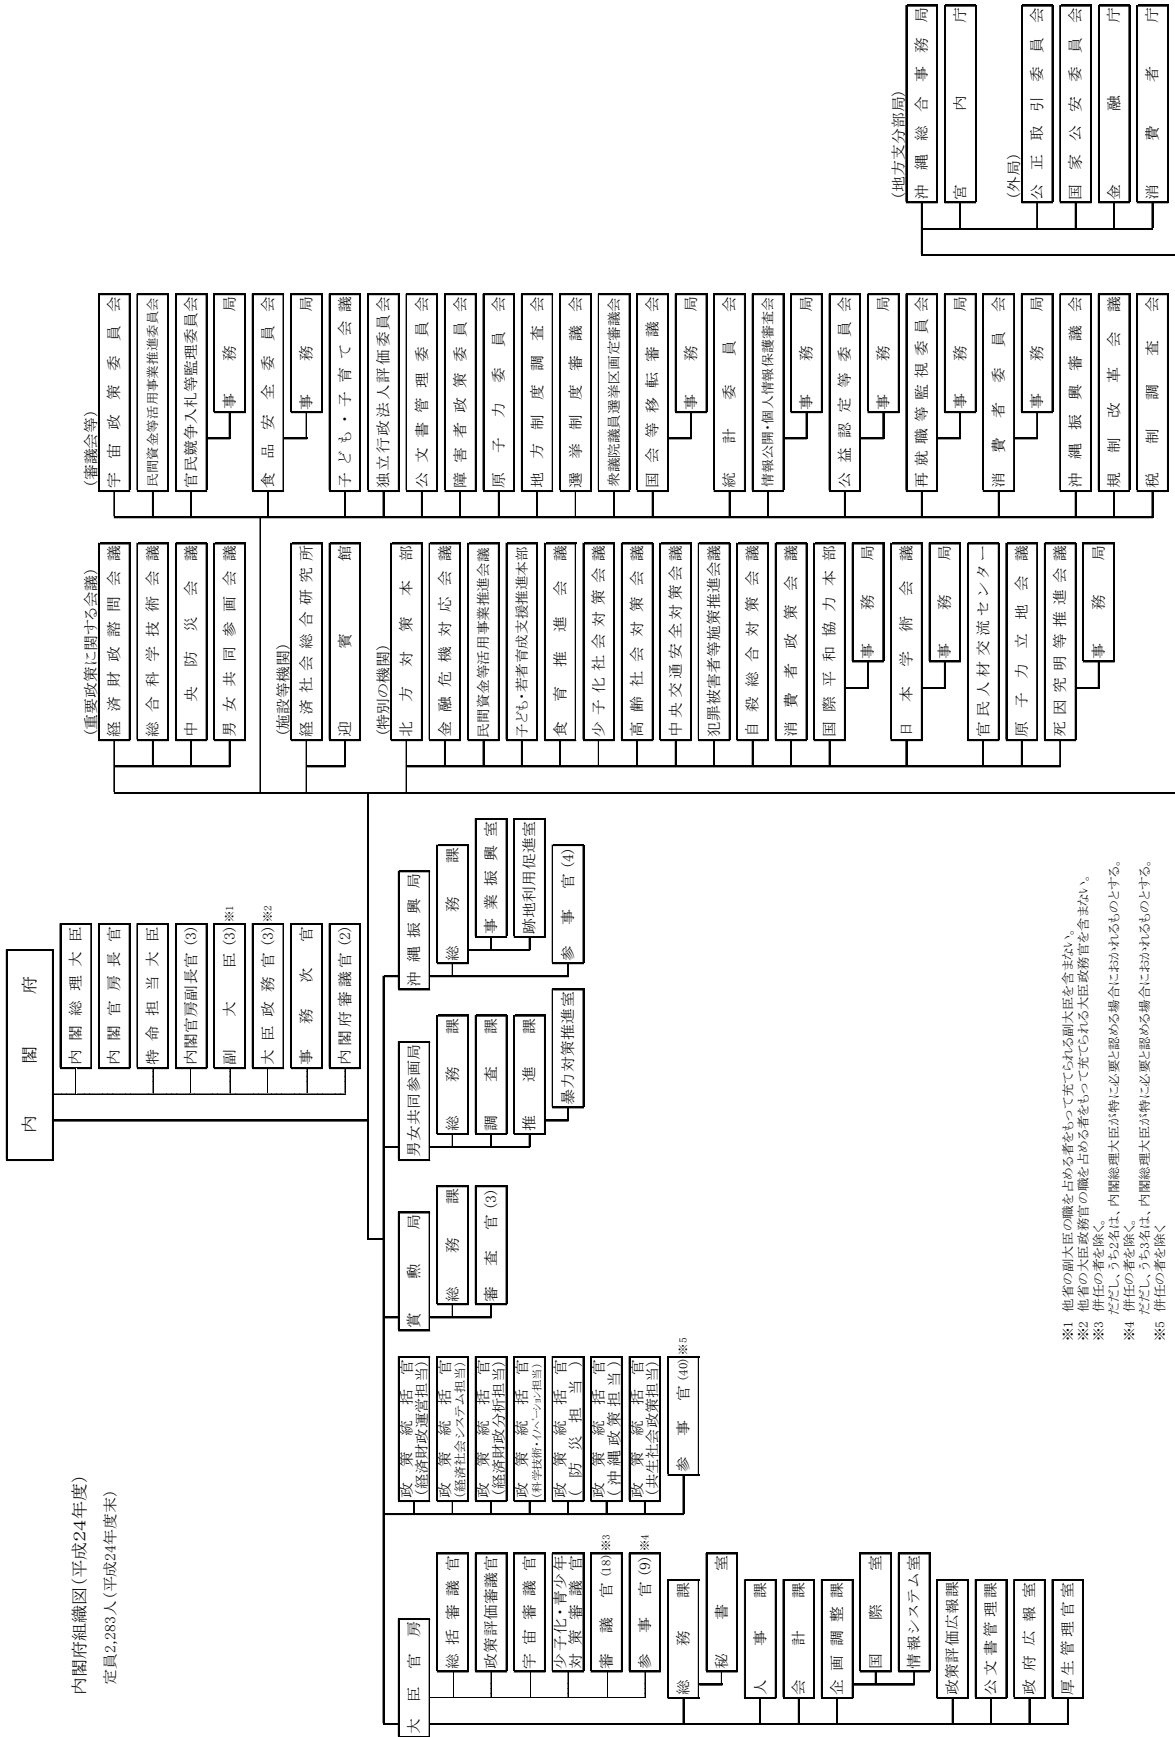 内閣府組織図(平成24年度)
定員2,283人(平成24年度末)
内閣府
内閣総理大臣
内閣官房長官
特命担当大臣
内閣官房副長官(3)
副大臣(3)※1
大臣政務官(3)※2
事務次官
内閣府審議官(2)
大臣官房
総括審議官
政策評価審議官
宇宙審議官
少子化・青少年
対策審議官
審議官(18)※3
参事官(9)※4
総務課
秘書室
人事課
会計課
企画調整課
国際室
情報システム室
政策評価広報課
公文書管理課
政府広報室
厚生管理官室
政策統括官
(経済財政運営担当)
政策統括官
(経済社会システム担当)
政策統括官
(経済財政分析担当)
政策統括官
(科学技術・イノベーション担当)
政策統括官
(防災担当)
政策統括官
(沖縄政策担当)
政策統括官
(共生社会政策担当)
参事官(40)※5
賞勲局
総務課
審査官(3)
男女共同参画局
総務課
調査課
推進課
暴力対策推進室
沖縄振興局
総務課
事業振興室
跡地利用促進室
参事官(4)
(重要政策に関する会議)
経済財政諮問会議
総合科学技術会議
中央防災会議
男女共同参画会議
(施設等機関)
経済社会総合研究所
迎賓館
(特別の機関)
北方対策本部
金融危機対応会議
民間資金等活用事業推進会議
子ども・若者育成支援推進本部
食育推進会議
少子化社会対策会議
高齢社会対策会議
中央交通安全対策会議
犯罪被害者等施策推進会議
自殺総合対策会議
消費者政策会議
国際平和協力本部
事務局
日本学術会議
事務局
官民人材交流センター
原子力立地会議
死因究明等推進会議
事務局
(審議会等)
宇宙政策委員会
民間資金等活用事業推進委員会
官民競争入札等監理委員会
事務局
食品安全委員会
事務局
子ども・子育て会議
独立行政法人評価委員会
公文書管理委員会
障害者政策委員会
原子力委員会
地方制度調査会
選挙制度審議会
衆議院議員選挙区画定審議会
国会等移転審議会
事務局
統計委員会
情報公開・個人情報保護審査会
事務局
公益認定等委員会
事務局
再就職等監視委員会
事務局
消費者委員会
事務局
沖縄振興審議会
規制改革会議
税制調査会
(地方支分部局)
沖縄総合事務局
宮内庁
(外局)
公正取引委員会
国家公安委員会
金融庁
消費者庁
※1 他省の副大臣の職を占める者をもって充てられる副大臣を含まない。
※2 他省の大臣政務官の職を占める者をもって充てられる大臣政務官を含まない。
※3 併任の者を除く。
ただし、うち2名は、内閣総理大臣が特に必要と認める場合におかれるものとする。
※4 併任の者を除く。
ただし、うち3名は、内閣総理大臣が特に必要と認める場合におかれるものとする。
※5 併任の者を除く